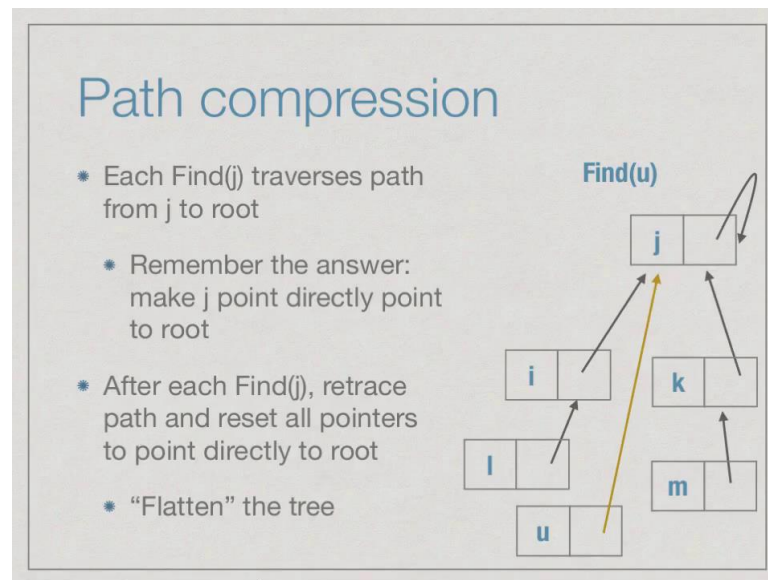 Path compression
Each Find(j) traverses path
from j to root
Remember the answer:
make j point directly point
to root
After each Find(j), retrace
path and reset all pointers
to point directly to root
“Flatten” the tree
Find(u)
j
i
k
l
m
u